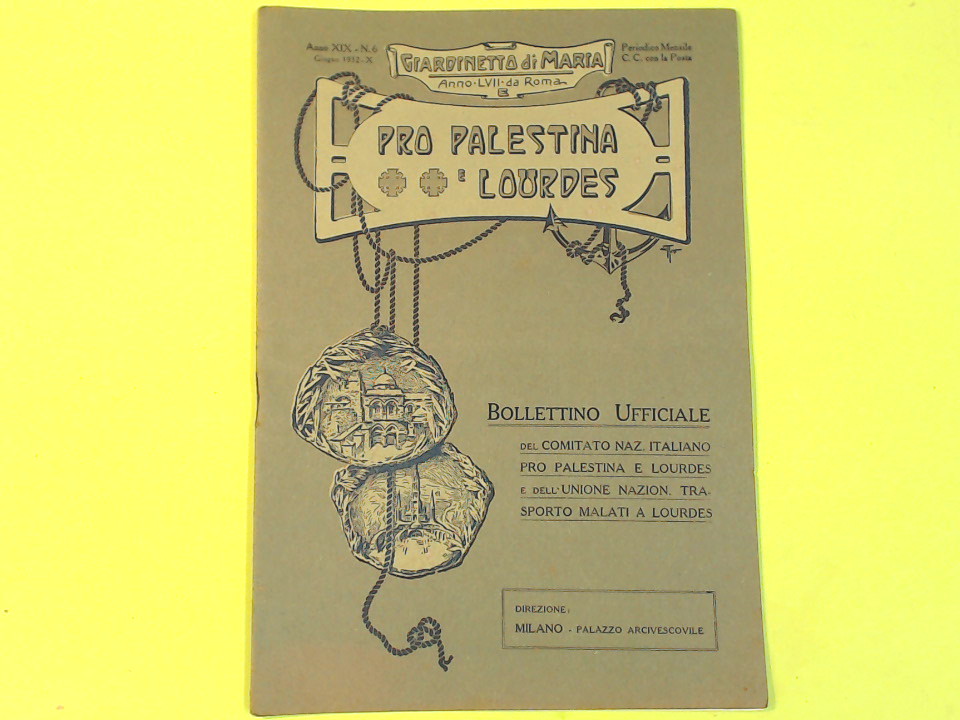 Anno XIX - N. 6
Giugno 1932 - X
GIARDINETTO di MARIA
Anno · LVII · da Roma
E
Periodico Mensile
C. C. con la Posta
PRO PALESTINA
E LOURDES
BOLLETTINO UFFICIALE
DEL COMITATO NAZ. ITALIANO
PRO PALESTINA E LOURDES
E DELL'UNIONE NAZION. TRA-
SPORTO MALATI A LOURDES
DIREZIONE:
MILANO - PALAZZO ARCIVESCOVILE